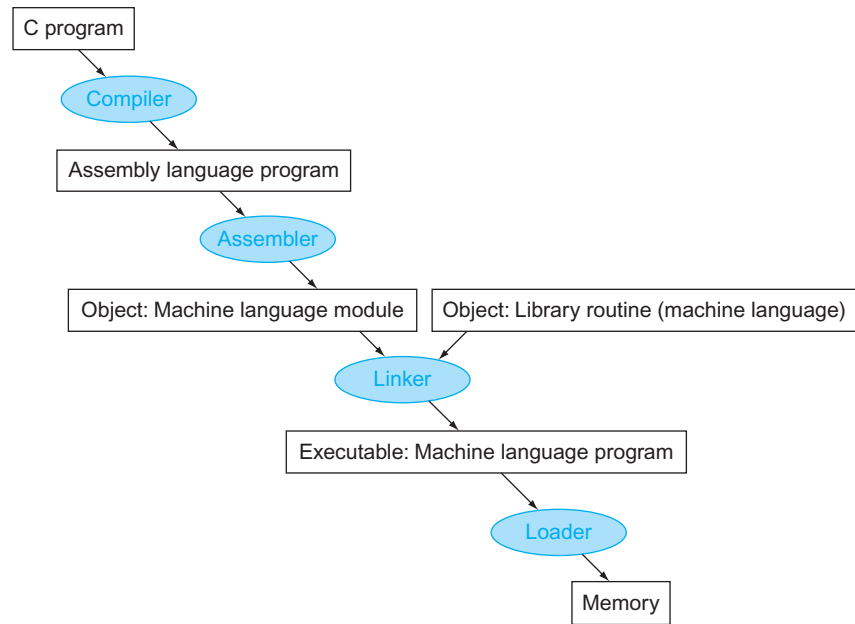 C program
Compiler
Assembly language program
Assembler
Object: Machine language module
Object: Library routine (machine language)
Linker
Executable: Machine language program
Loader
Memory